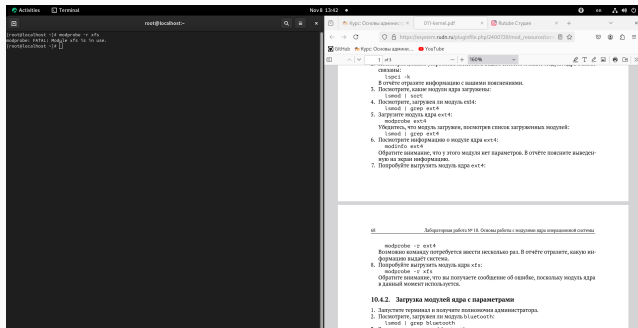 Activities
Terminal
Nov 8 13:42
en
root@localhost:~
[root@localhost ~]# modprobe -r xfs
modprobe: FATAL: Module xfs is in use.
[root@localhost ~]#
Курс: Основы админис
011-kernel.pdf
Rutube Студия
GitHub
Курс: Основы админи...
YouTube
1 of 3
160%
связаны:
lspci -k
В отчёте отразите информацию с вашими пояснениями.
3. Посмотрите, какие модули ядра загружены:
lsmod | sort
4. Посмотрите, загружен ли модуль ext4:
lsmod | grep ext4
5. Загрузите модуль ядра ext4:
modprobe ext4
Убедитесь, что модуль загружен, посмотрев список загруженных модулей:
lsmod | grep ext4
6. Посмотрите информацию о модуле ядра ext4:
modinfo ext4
Обратите внимание, что у этого модуля нет параметров. В отчёте поясните выведен-
ную на экран информацию.
7. Попробуйте выгрузить модуль ядра ext4:
68
Лабораторная работа № 10. Основы работы с модулями ядра операционной системы
modprobe -r ext4
Возможно команду потребуется ввести несколько раз. В отчёте отразите, какую ин-
формацию выдаёт система.
8. Попробуйте выгрузить модуль ядра xfs:
modprobe -r xfs
Обратите внимание, что вы получаете сообщение об ошибке, поскольку модуль ядра
в данный момент используется.
10.4.2. Загрузка модулей ядра с параметрами
1. Запустите терминал и получите полномочия администратора.
2. Посмотрите, загружен ли модуль bluetooth:
lsmod | grep bluetooth